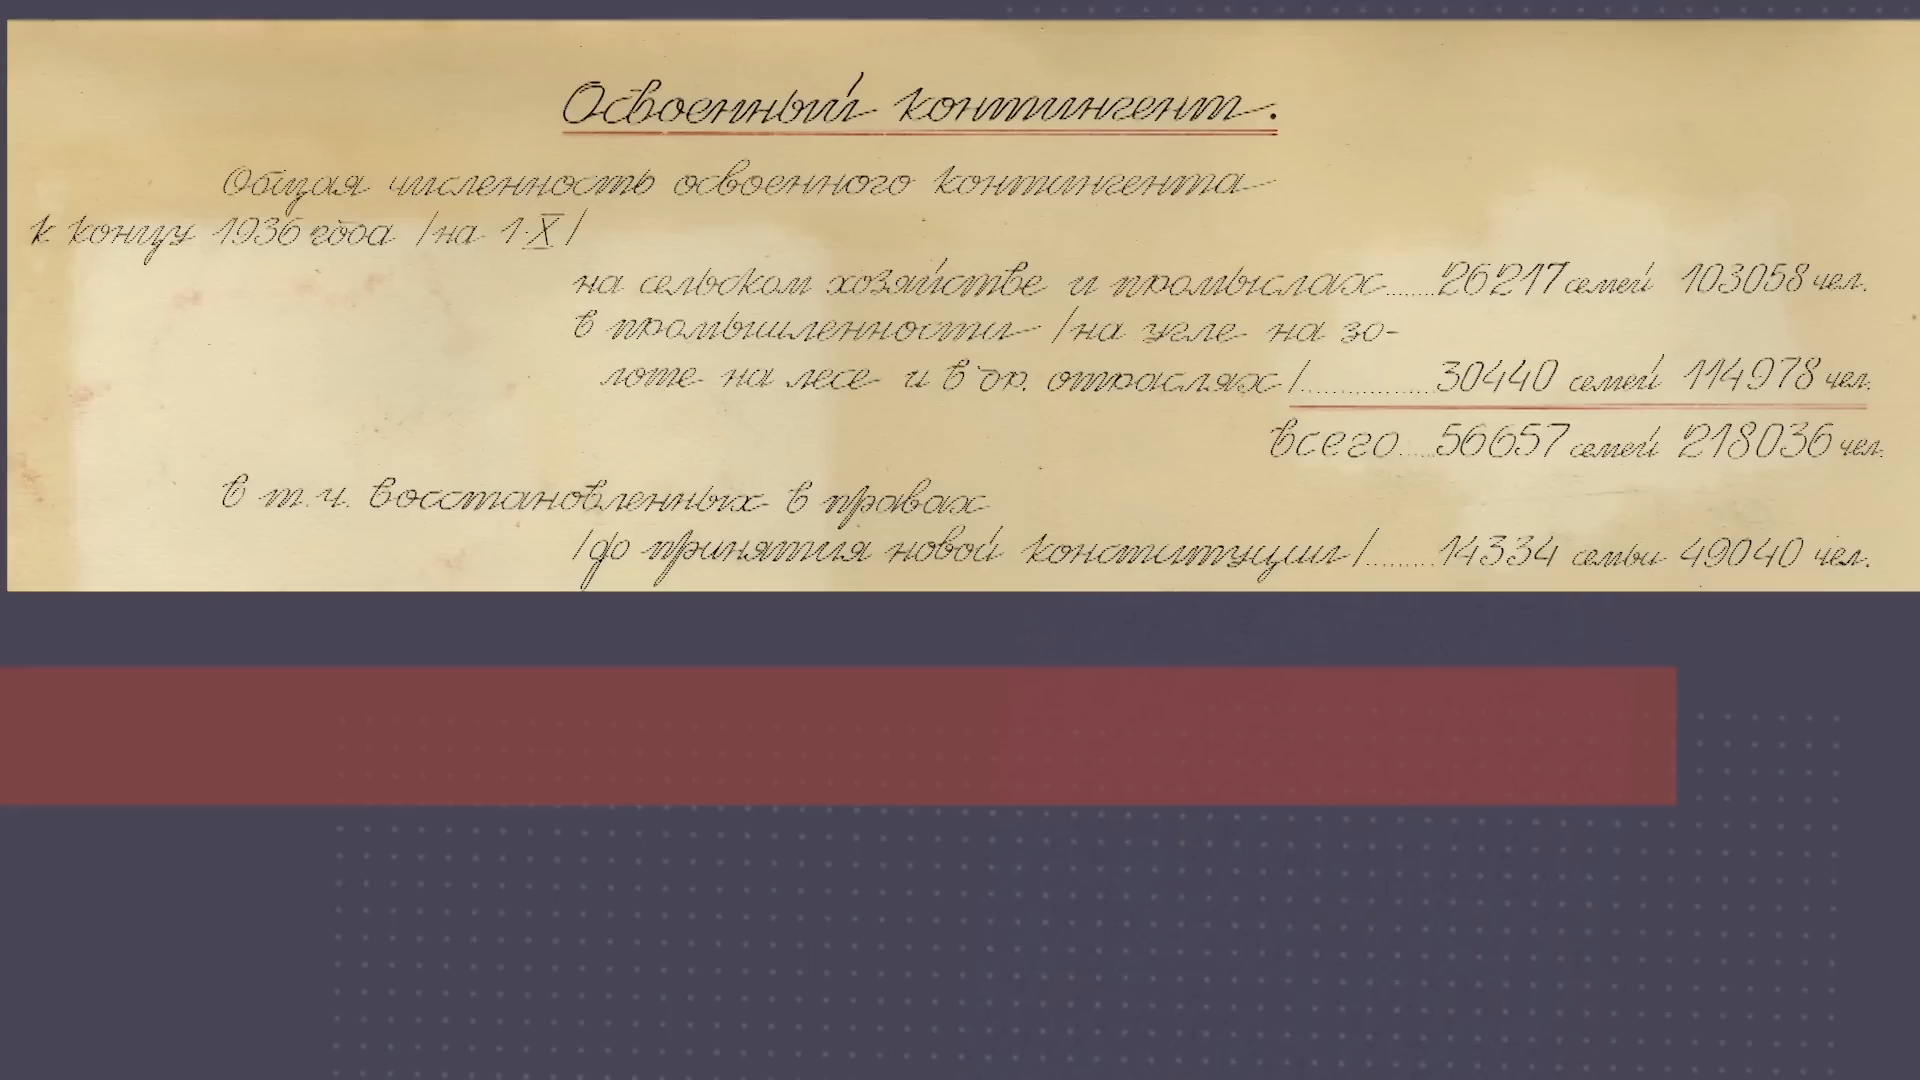 Освоенный контингент.
Общая численность освоенного контингента
к концу 1936 года /на 1·X/
на сельском хозяйстве и промыслах......26217 семей 103058 чел.
в промышленности /на угле на зо-
лоте на лесе и в др. отраслях/...............30440 семей 114978 чел.
всего.....56657 семей 218036 чел.
в т.ч. восстановленных в правах
/до принятия новой конституции/.........14334 семьи 49040 чел.